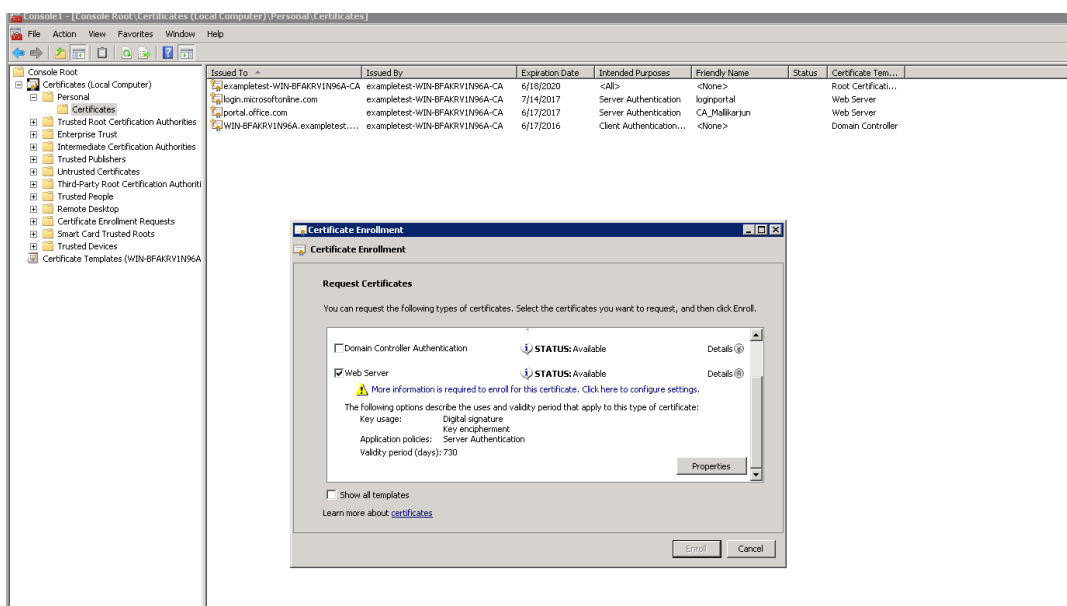 Console1 - [Console Root\Certificates (Local Computer)\Personal\Certificates]
File Action View Favorites Window Help
Console Root
Certificates (Local Computer)
Personal
Certificates
Trusted Root Certification Authorities
Enterprise Trust
Intermediate Certification Authorities
Trusted Publishers
Untrusted Certificates
Third-Party Root Certification Authoriti
Trusted People
Remote Desktop
Certificate Enrollment Requests
Smart Card Trusted Roots
Trusted Devices
Certificate Templates (WIN-BFAKRV1N96A
Issued To Issued By Expiration Date Intended Purposes Friendly Name Status Certificate Tem...
exampletest-WIN-BFAKRV1N96A-CA exampletest-WIN-BFAKRV1N96A-CA 6/18/2020 <All> <None> Root Certificati...
login.microsoftonline.com exampletest-WIN-BFAKRV1N96A-CA 7/14/2017 Server Authentication loginportal Web Server
portal.office.com exampletest-WIN-BFAKRV1N96A-CA 6/17/2017 Server Authentication CA_Mallikarjun Web Server
WIN-BFAKRV1N96A.exampletest.... exampletest-WIN-BFAKRV1N96A-CA 6/17/2016 Client Authentication... <None> Domain Controller
Certificate Enrollment
Certificate Enrollment
Request Certificates
You can request the following types of certificates. Select the certificates you want to request, and then click Enroll.
Domain Controller Authentication STATUS: Available Details
Web Server STATUS: Available Details
More information is required to enroll for this certificate. Click here to configure settings.
The following options describe the uses and validity period that apply to this type of certificate:
Key usage: Digital signature
Key encipherment
Application policies: Server Authentication
Validity period (days): 730
Properties
Show all templates
Learn more about certificates
Enroll Cancel